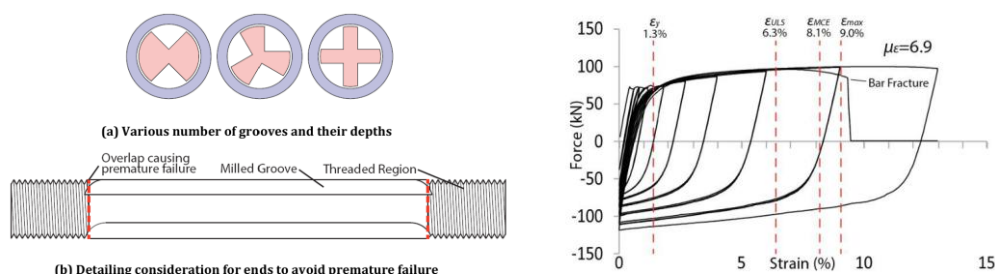 (a) Various number of grooves and their depths
Overlap causing
premature failure
Milled Groove
Threaded Region
(b) Detailing consideration for ends to avoid premature failure
εy
1.3%
εULS
6.3%
εMCE
8.1%
εmax
9.0%
με=6.9
Bar Fracture
Force (kN)
150
100
50
0
-50
-100
-150
0
5
10
15
Strain (%)